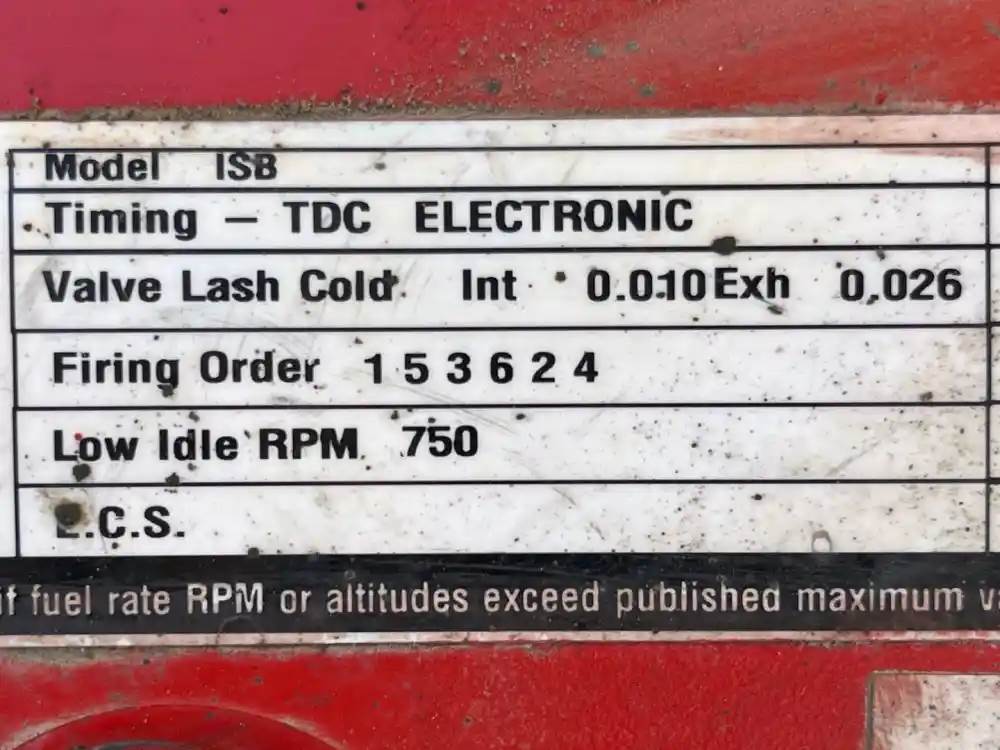 Model ISB
Timing – TDC ELECTRONIC
Valve Lash Cold Int 0.010 Exh 0.026
Firing Order 1 5 3 6 2 4
Low Idle RPM 750
E.C.S.
if fuel rate RPM or altitudes exceed published maximum